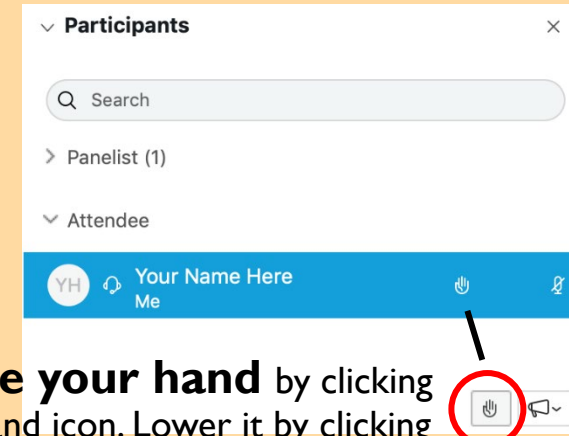 Participants
Search
Panelist (1)
Attendee
YH Your Name Here
Me
your hand by clicking
icon. Lower it by clicking